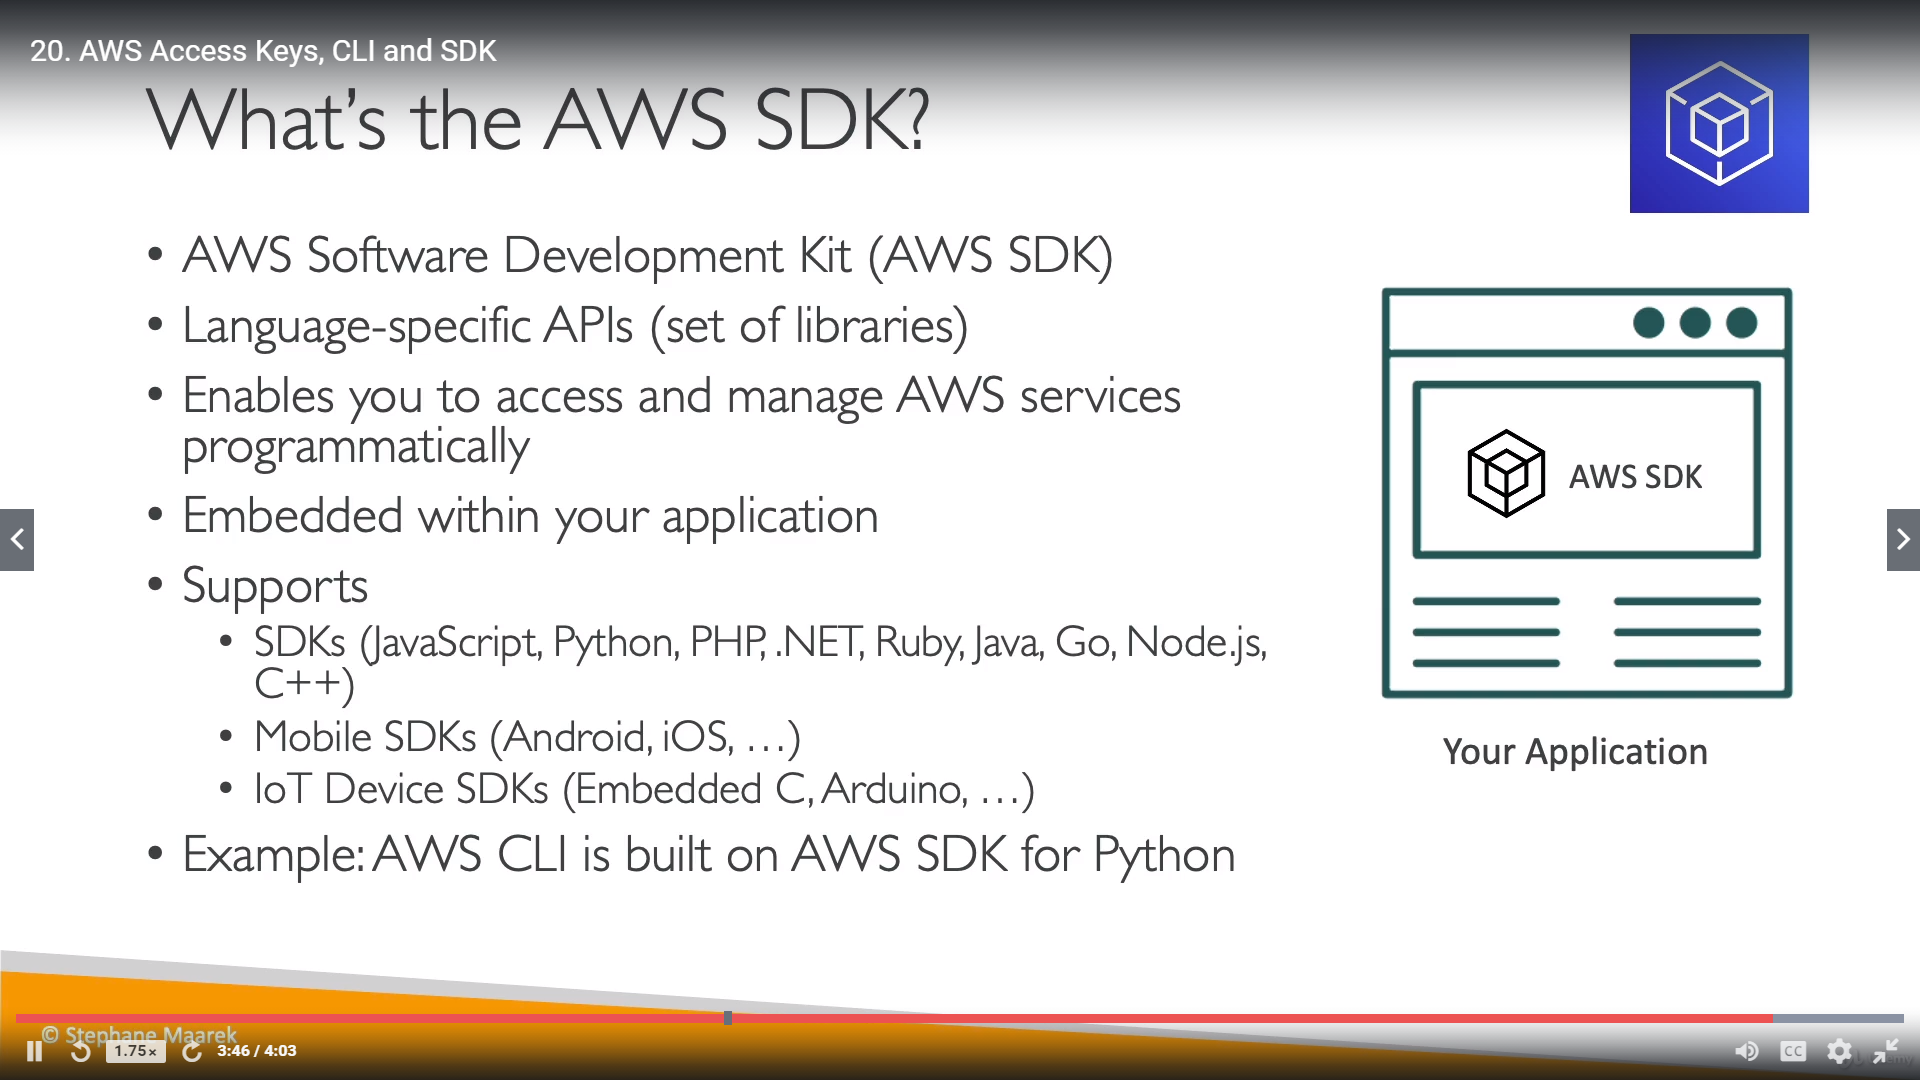 20. AWS Access Keys, CLI and SDK
What's the AWS SDK?
• AWS Software Development Kit (AWS SDK)
• Language-specific APIs (set of libraries)
• Enables you to access and manage AWS services
programmatically
• Embedded within your application
• Supports
• SDKs (JavaScript, Python, PHP, .NET, Ruby, Java, Go, Node.js,
C++)
• Mobile SDKs (Android, iOS, …)
• IoT Device SDKs (Embedded C, Arduino, …)
• Example: AWS CLI is built on AWS SDK for Python
AWS SDK
Your Application
© Stephane Maarek
1.75x
3:46 / 4:03
CC